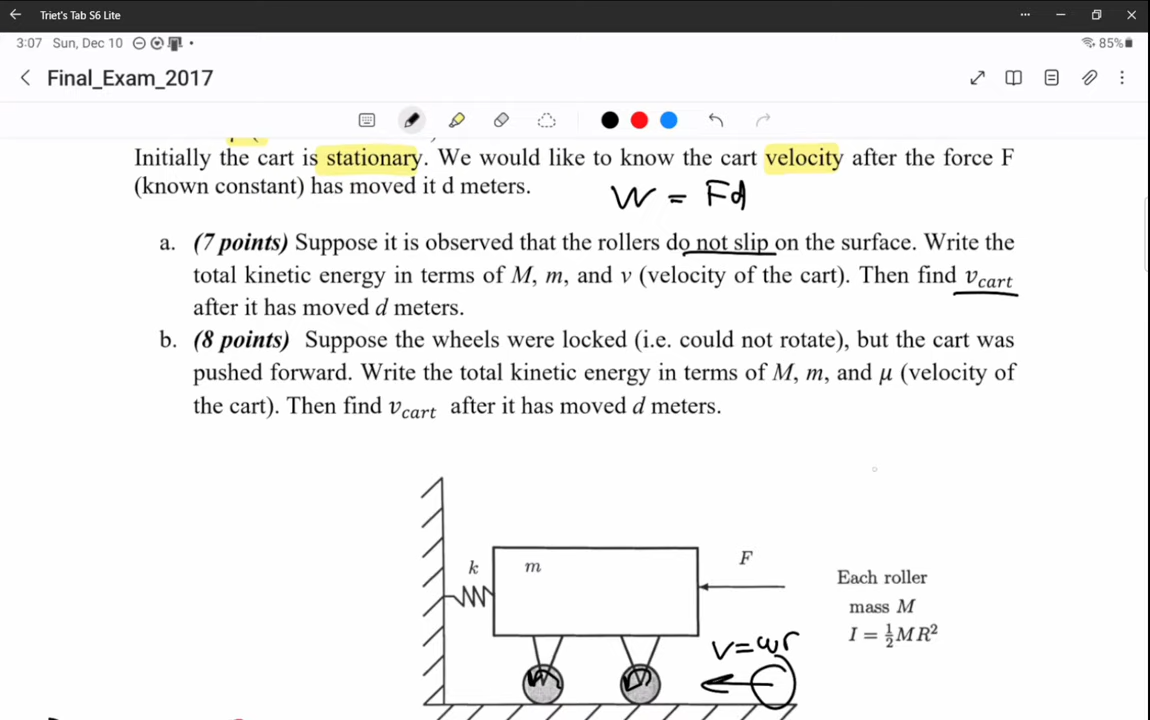 Triet's Tab S6 Lite
3:07 Sun, Dec 10 85%
Final_Exam_2017
Initially the cart is stationary. We would like to know the cart velocity after the force F
(known constant) has moved it d meters.
W = Fd
a. (7 points) Suppose it is observed that the rollers do not slip on the surface. Write the
total kinetic energy in terms of M, m, and v (velocity of the cart). Then find v_cart
after it has moved d meters.
b. (8 points) Suppose the wheels were locked (i.e. could not rotate), but the cart was
pushed forward. Write the total kinetic energy in terms of M, m, and μ (velocity of
the cart). Then find v_cart after it has moved d meters.
k
m
F
Each roller
mass M
I = ½MR²
v = ωr